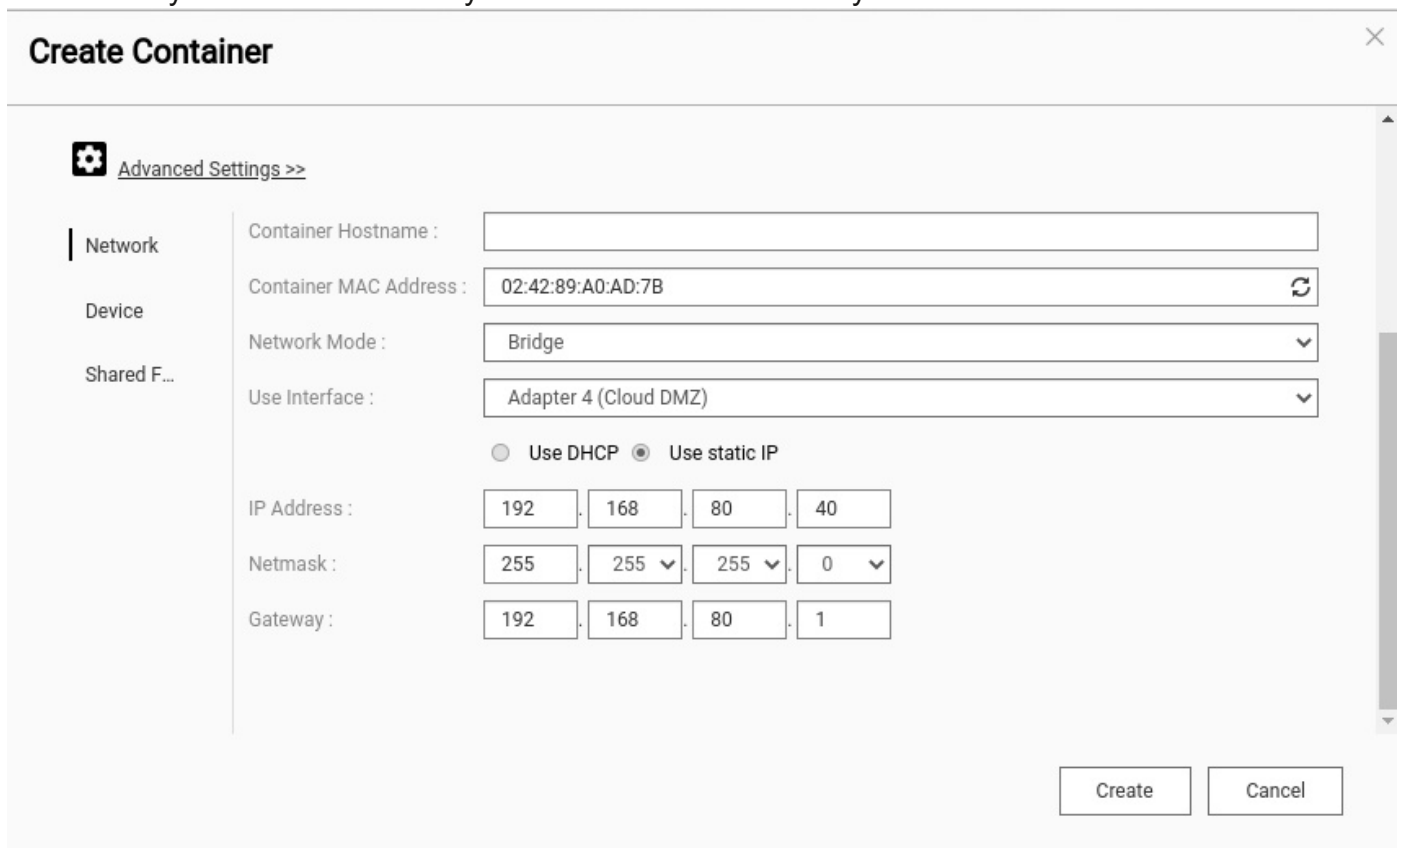 Create Container
Advanced Settings >>
Network
Device
Shared F...
Container Hostname :
Container MAC Address : 02:42:89:A0:AD:7B
Network Mode : Bridge
Use Interface : Adapter 4 (Cloud DMZ)
Use DHCP Use static IP
IP Address : 192 . 168 . 80 . 40
Netmask : 255 . 255 . 255 . 0
Gateway : 192 . 168 . 80 . 1
Create Cancel